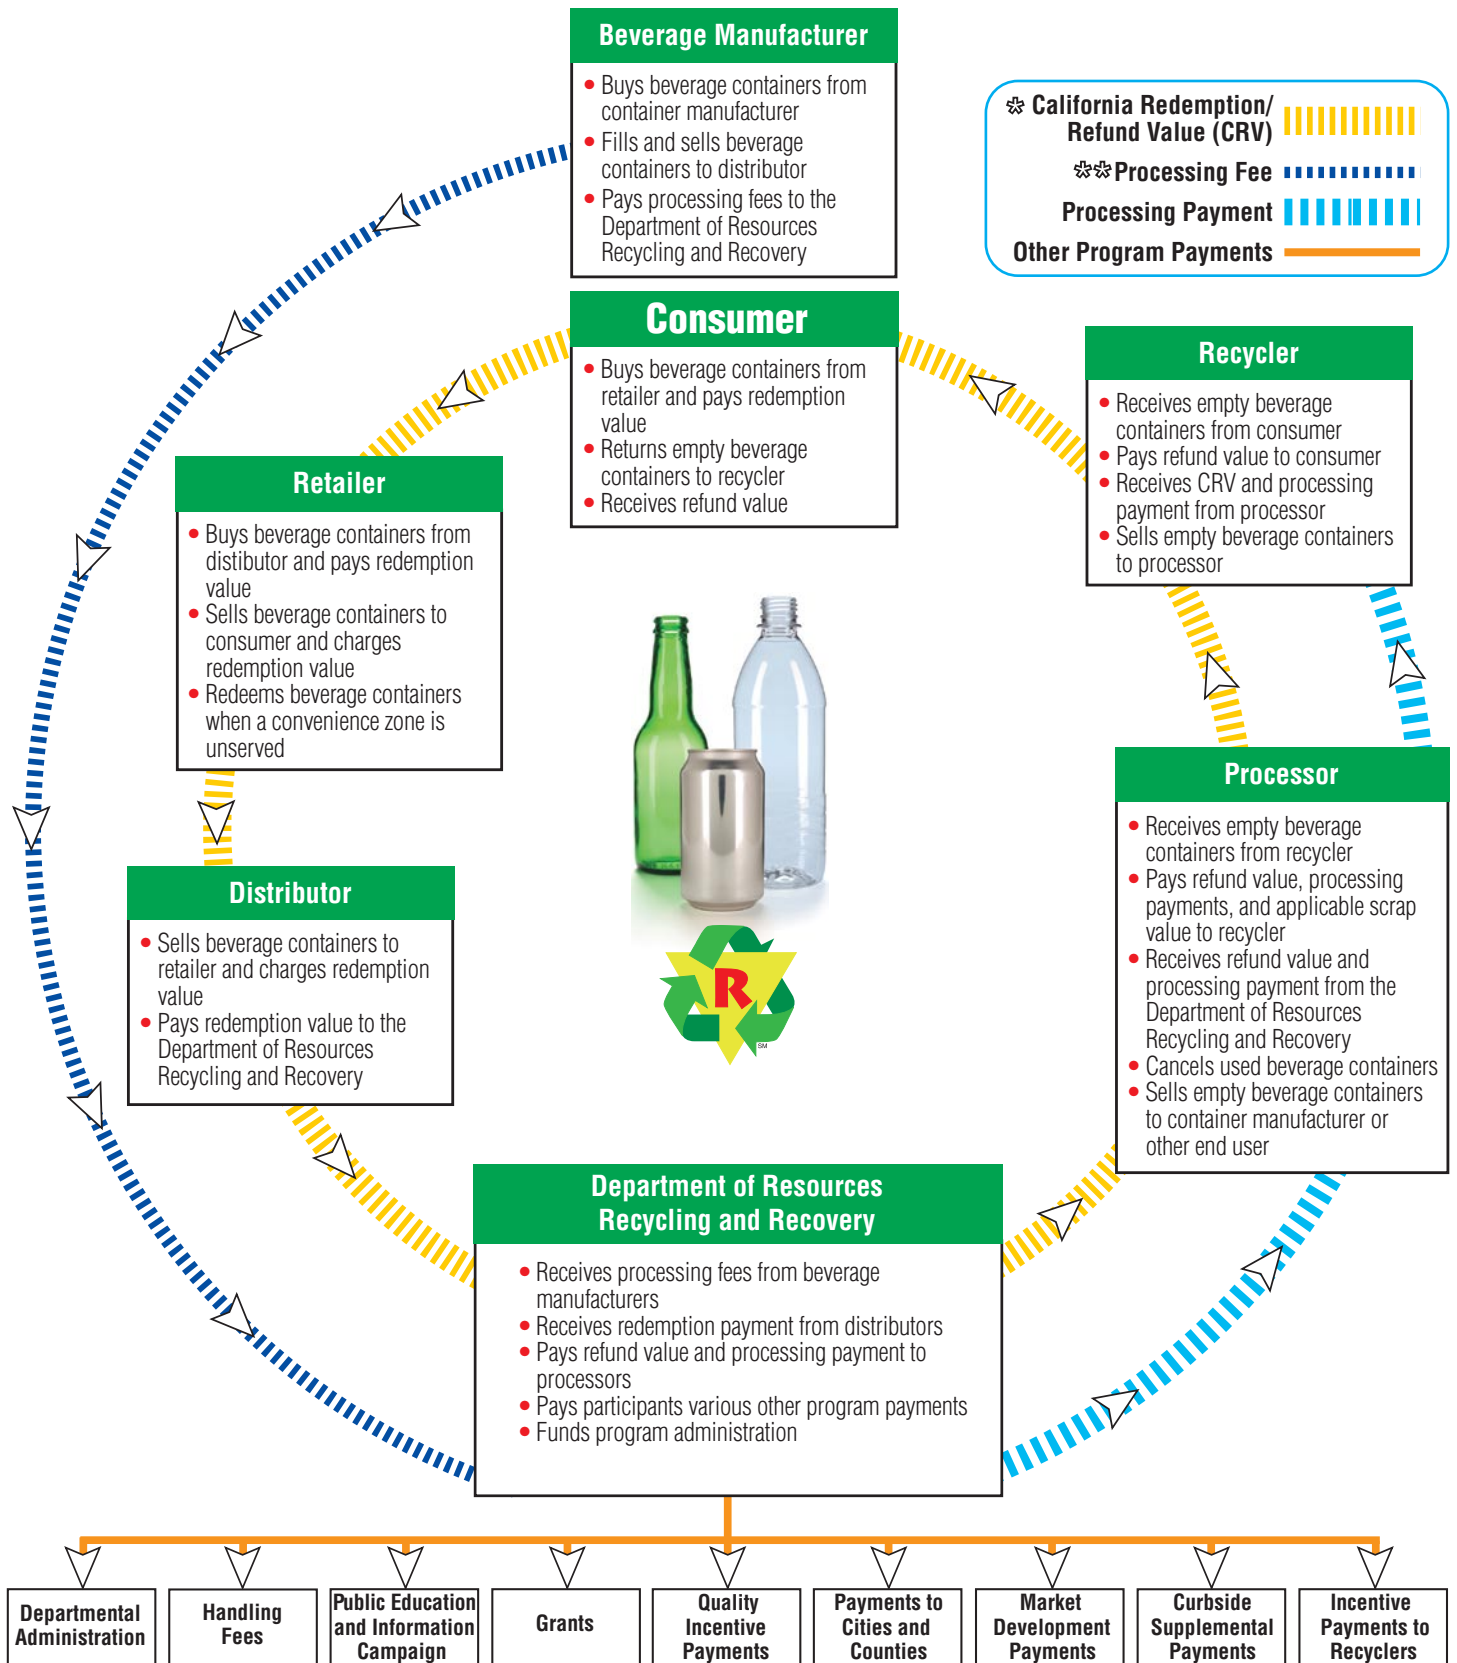 Beverage Manufacturer
• Buys beverage containers from
container manufacturer
• Fills and sells beverage
containers to distributor
• Pays processing fees to the
Department of Resources
Recycling and Recovery
* California Redemption/
Refund Value (CRV)
**Processing Fee
Processing Payment
Other Program Payments
Consumer
• Buys beverage containers from
retailer and pays redemption
value
• Returns empty beverage
containers to recycler
• Receives refund value
Recycler
• Receives empty beverage
containers from consumer
• Pays refund value to consumer
• Receives CRV and processing
payment from processor
• Sells empty beverage containers
to processor
Retailer
• Buys beverage containers from
distibutor and pays redemption
value
• Sells beverage containers to
consumer and charges
redemption value
• Redeems beverage containers
when a convenience zone is
unserved
Processor
• Receives empty beverage
containers from recycler
• Pays refund value, processing
payments, and applicable scrap
value to recycler
• Receives refund value and
processing payment from the
Department of Resources
Recycling and Recovery
• Cancels used beverage containers
• Sells empty beverage containers
to container manufacturer or
other end user
Distributor
• Sells beverage containers to
retailer and charges redemption
value
• Pays redemption value to the
Department of Resources
Recycling and Recovery
R
SM
Department of Resources
Recycling and Recovery
• Receives processing fees from beverage
manufacturers
• Receives redemption payment from distributors
• Pays refund value and processing payment to
processors
• Pays participants various other program payments
• Funds program administration
Departmental
Administration
Handling
Fees
Public Education
and Information
Campaign
Grants
Quality
Incentive
Payments
Payments to
Cities and
Counties
Market
Development
Payments
Curbside
Supplemental
Payments
Incentive
Payments to
Recyclers